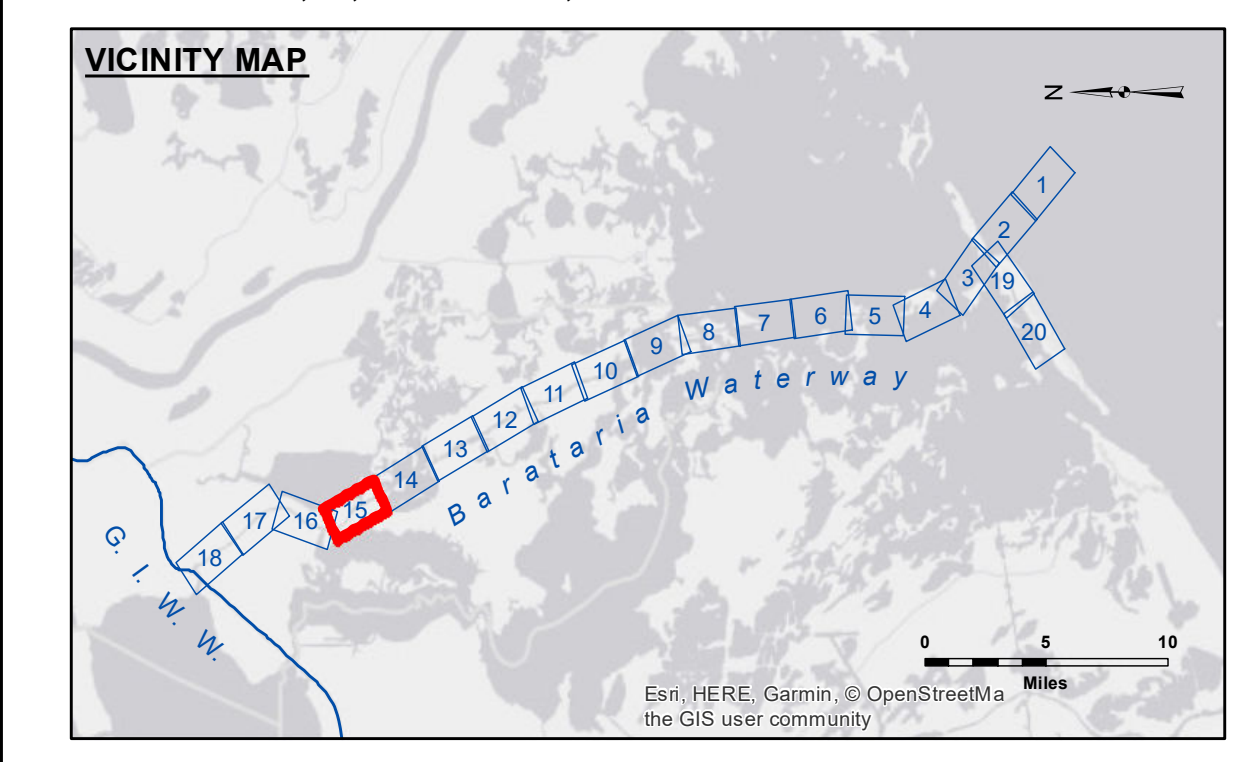 VICINITY MAP
N
1
2
3
19
4
5
6
7
8
20
9
10
11
12
13
14
15
16
17
18
Barataria Waterway
G. I. W. W.
0 5 10
Miles
Esri, HERE, Garmin, © OpenStreetMa
the GIS user community